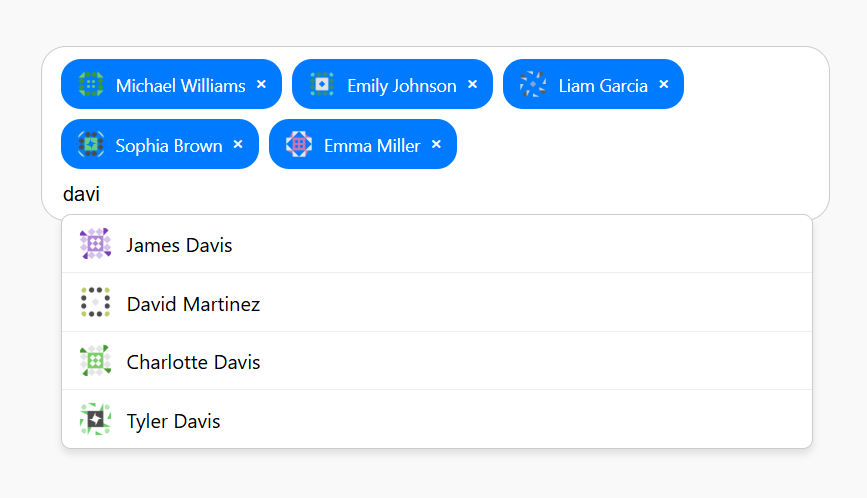 Michael Williams × Emily Johnson × Liam Garcia ×
Sophia Brown × Emma Miller ×
davi
James Davis
David Martinez
Charlotte Davis
Tyler Davis